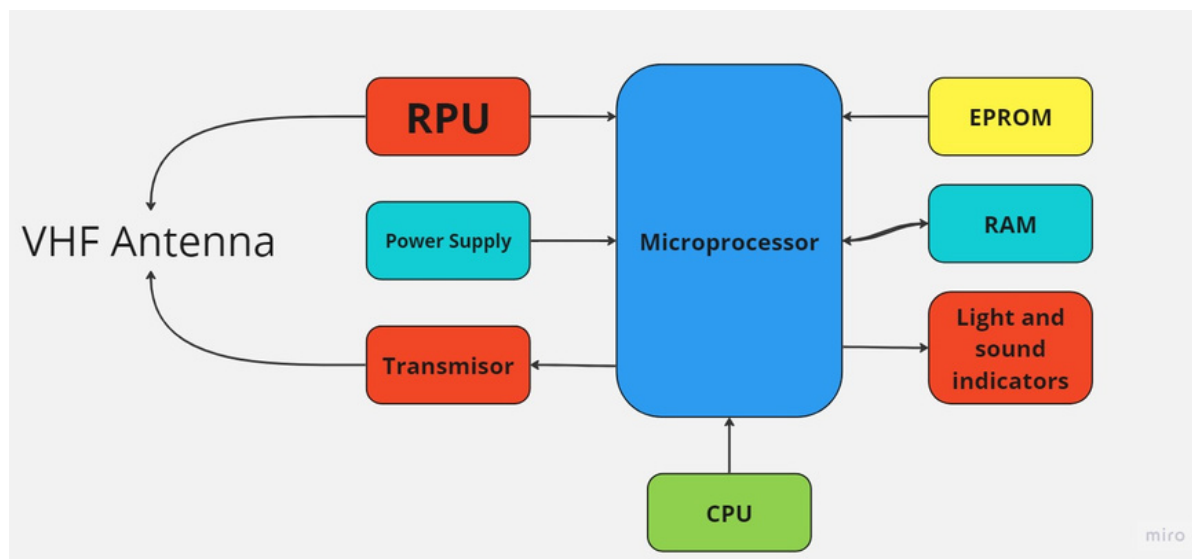 RPU
EPROM
VHF Antenna
Power Supply
Microprocessor
RAM
Transmisor
Light and
sound
indicators
CPU
miro